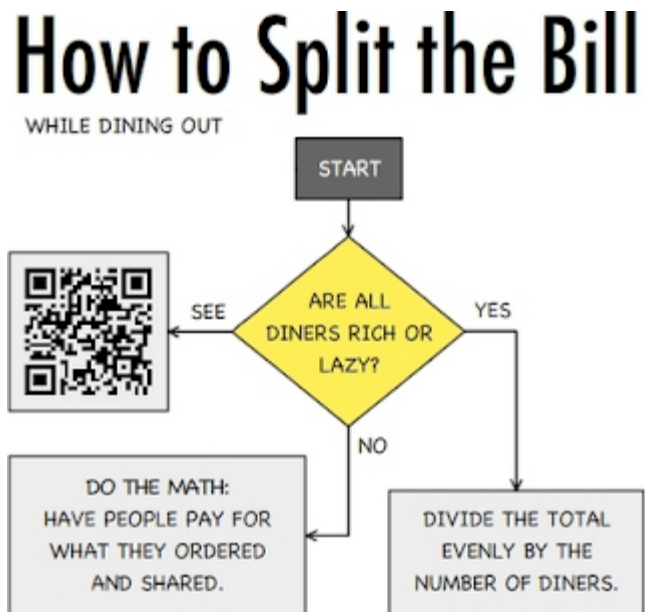 How to Split the Bill
WHILE DINING OUT
START
ARE ALL
DINERS RICH OR
LAZY?
SEE
YES
NO
DO THE MATH:
HAVE PEOPLE PAY FOR
WHAT THEY ORDERED
AND SHARED.
DIVIDE THE TOTAL
EVENLY BY THE
NUMBER OF DINERS.